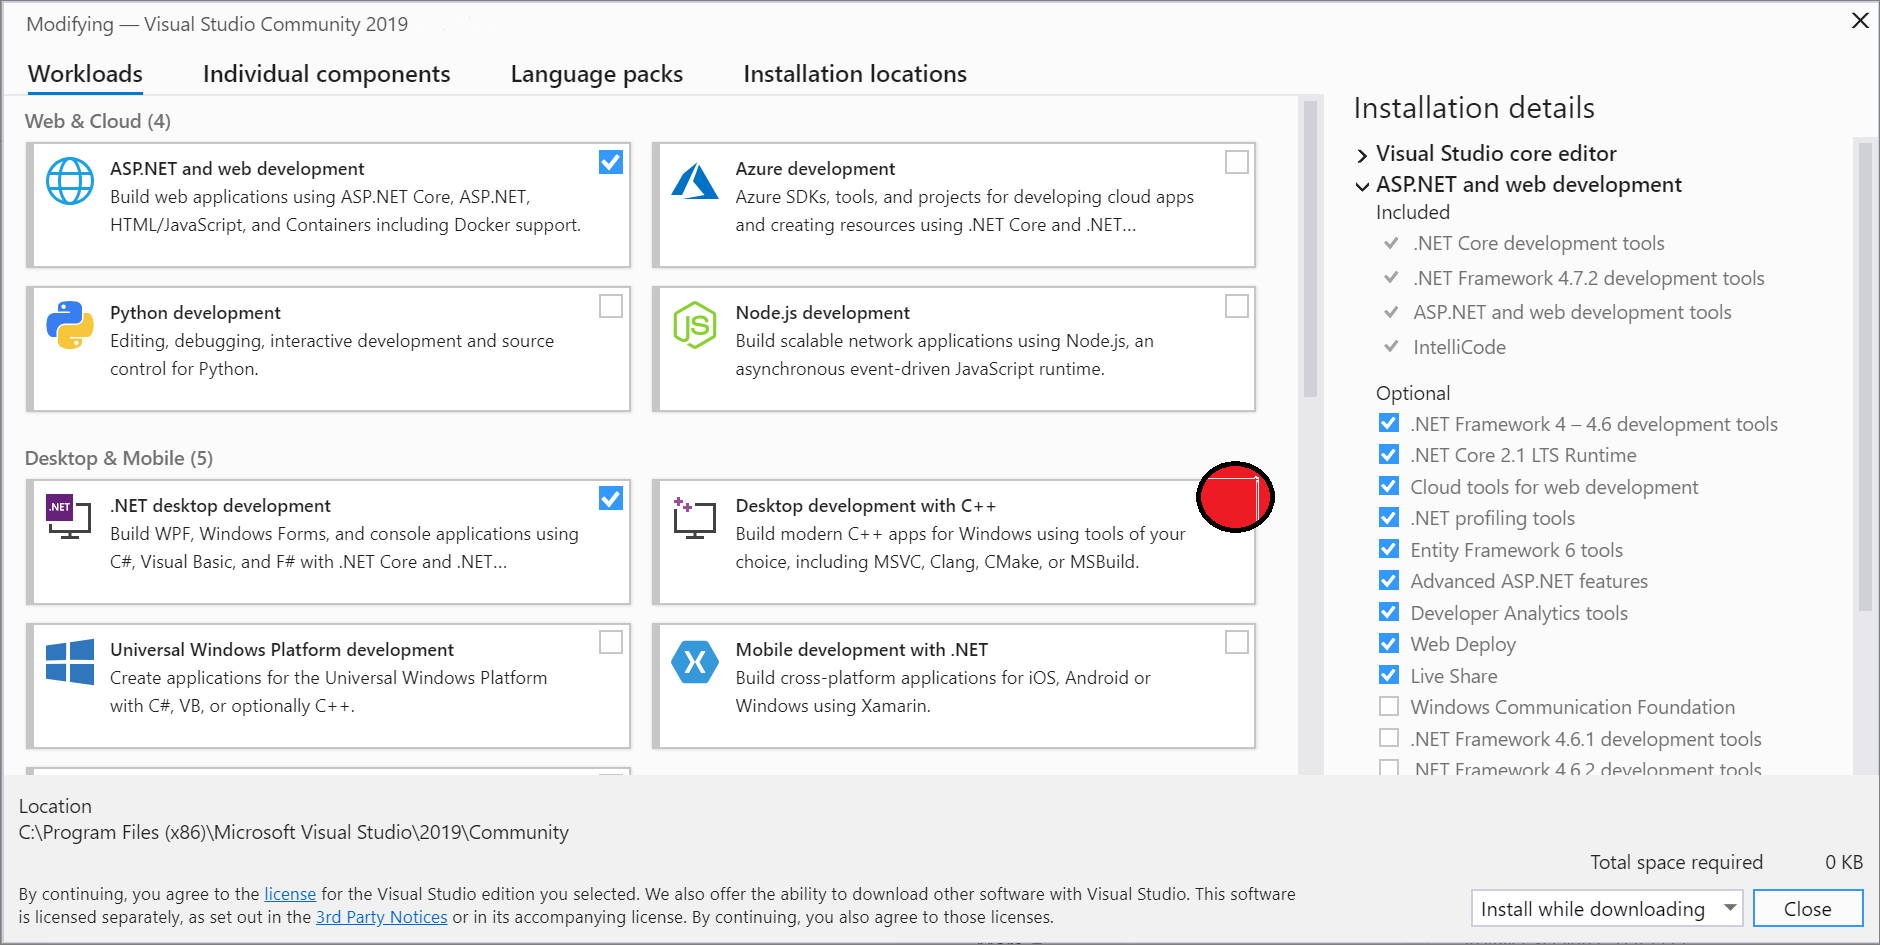 Modifying — Visual Studio Community 2019
Workloads
Individual components
Language packs
Installation locations
Web & Cloud (4)
ASP.NET and web development
Build web applications using ASP.NET Core, ASP.NET,
HTML/JavaScript, and Containers including Docker support.
Azure development
Azure SDKs, tools, and projects for developing cloud apps
and creating resources using .NET Core and .NET...
Python development
Editing, debugging, interactive development and source
control for Python.
JS
Node.js development
Build scalable network applications using Node.js, an
asynchronous event-driven JavaScript runtime.
Desktop & Mobile (5)
.NET
.NET desktop development
Build WPF, Windows Forms, and console applications using
C#, Visual Basic, and F# with .NET Core and .NET...
Desktop development with C++
Build modern C++ apps for Windows using tools of your
choice, including MSVC, Clang, CMake, or MSBuild.
Universal Windows Platform development
Create applications for the Universal Windows Platform
with C#, VB, or optionally C++.
Mobile development with .NET
Build cross-platform applications for iOS, Android or
Windows using Xamarin.
Installation details
Visual Studio core editor
ASP.NET and web development
Included
.NET Core development tools
.NET Framework 4.7.2 development tools
ASP.NET and web development tools
IntelliCode
Optional
.NET Framework 4 – 4.6 development tools
.NET Core 2.1 LTS Runtime
Cloud tools for web development
.NET profiling tools
Entity Framework 6 tools
Advanced ASP.NET features
Developer Analytics tools
Web Deploy
Live Share
Windows Communication Foundation
.NET Framework 4.6.1 development tools
.NET Framework 4.6.2 development tools
Location
C:\Program Files (x86)\Microsoft Visual Studio\2019\Community
Total space required 0 KB
By continuing, you agree to the license for the Visual Studio edition you selected. We also offer the ability to download other software with Visual Studio. This software
is licensed separately, as set out in the 3rd Party Notices or in its accompanying license. By continuing, you also agree to those licenses.
Install while downloading
Close